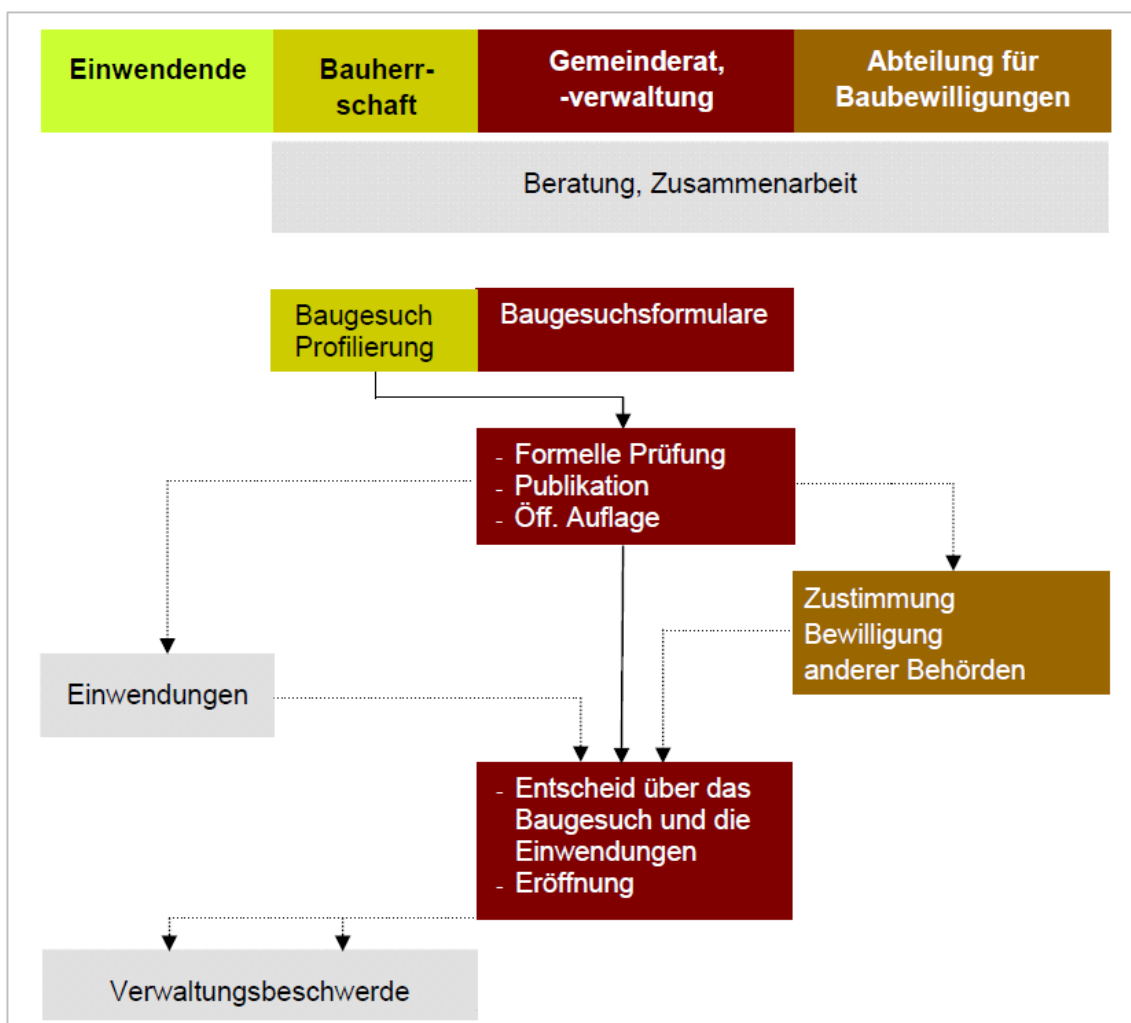 Einwendende
Bauherr-
schaft
Gemeinderat,
-verwaltung
Abteilung für
Baubewilligungen
Beratung, Zusammenarbeit
Baugesuch
Profilierung
Baugesuchsformulare
- Formelle Prüfung
- Publikation
- Öff. Auflage
Zustimmung
Bewilligung
anderer Behörden
Einwendungen
- Entscheid über das
Baugesuch und die
Einwendungen
- Eröffnung
Verwaltungsbeschwerde